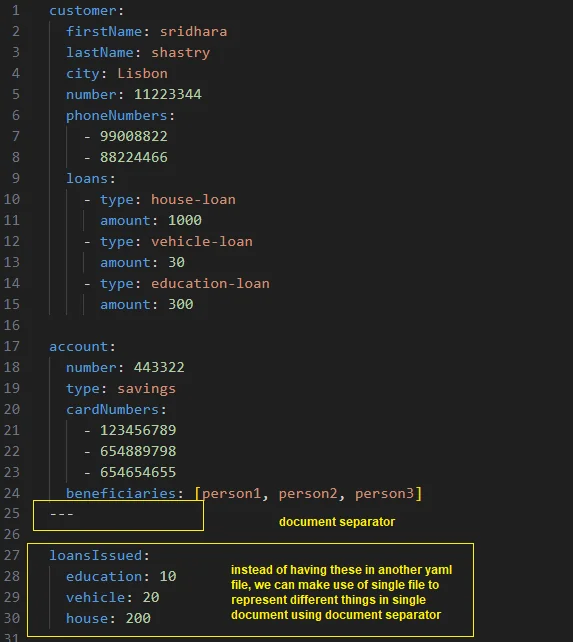 1 customer:
2   firstName: sridhara
3   lastName: shastry
4   city: Lisbon
5   number: 11223344
6   phoneNumbers:
7     - 99008822
8     - 88224466
9   loans:
10     - type: house-loan
11       amount: 1000
12     - type: vehicle-loan
13       amount: 30
14     - type: education-loan
15       amount: 300
16
17 account:
18   number: 443322
19   type: savings
20   cardNumbers:
21     - 123456789
22     - 654889798
23     - 654654655
24   beneficiaries: [person1, person2, person3]
25 ---
document separator
26
27 loansIssued:
28   education: 10
29   vehicle: 20
30   house: 200
31
instead of having these in another yaml
file, we can make use of single file to
represent different things in single
document using document separator